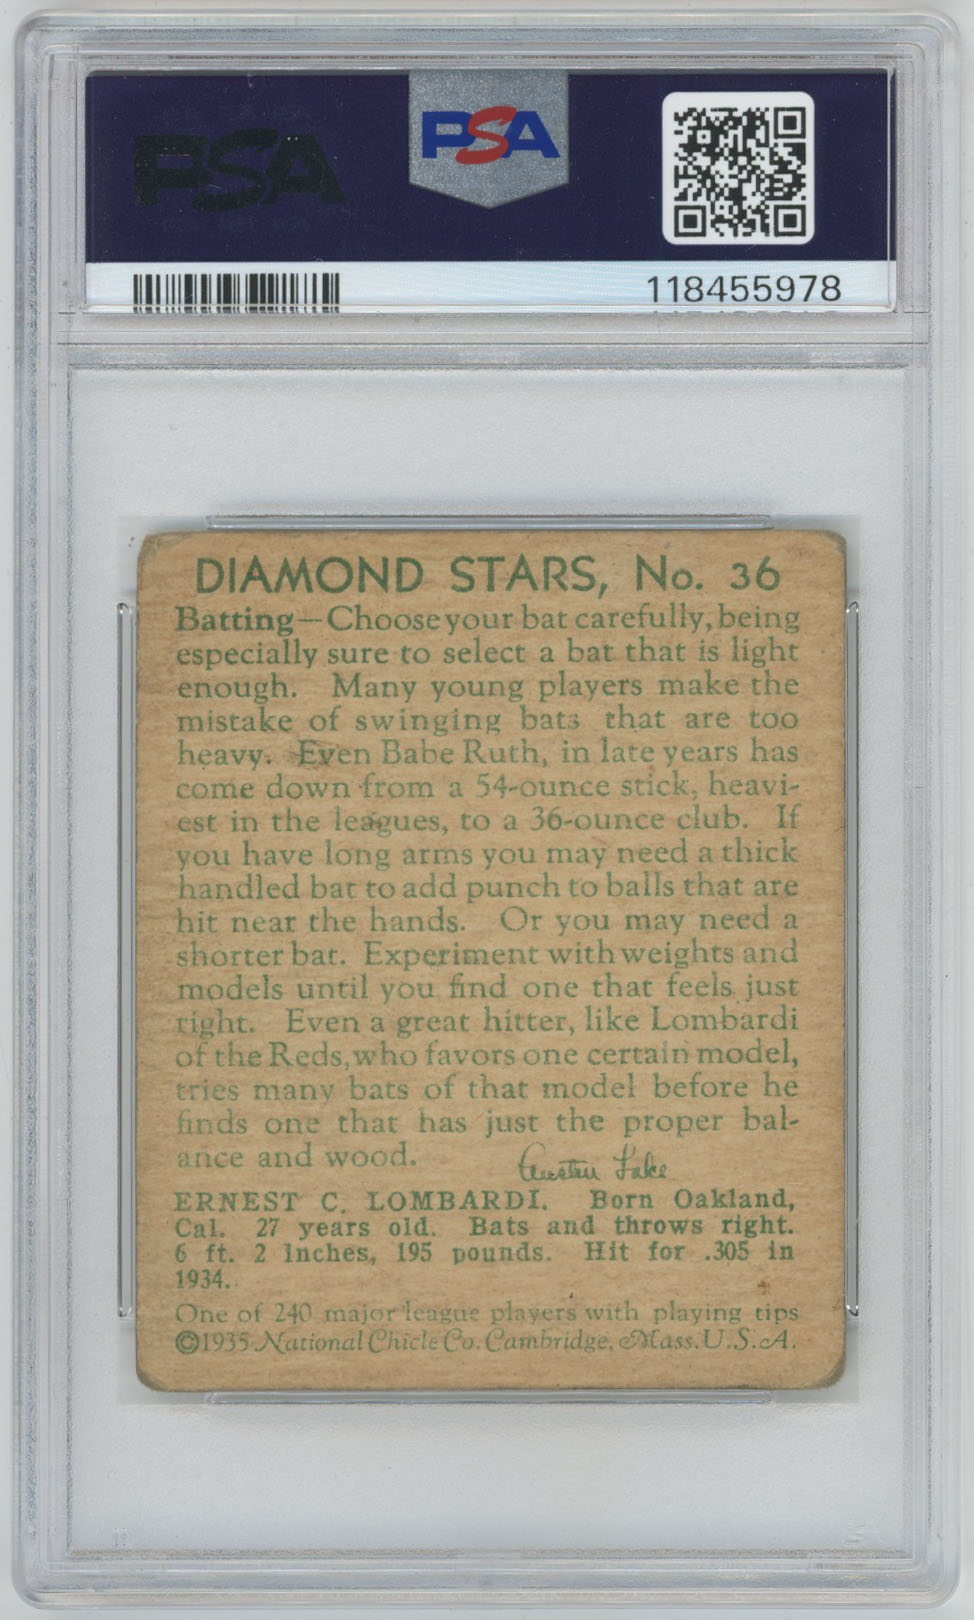 PSA
PSA
118455978
DIAMOND STARS, No. 36
Batting—Choose your bat carefully, being
especially sure to select a bat that is light
enough. Many young players make the
mistake of swinging bats that are too
heavy. Even Babe Ruth, in late years has
come down from a 54-ounce stick, heavi-
est in the leagues, to a 36-ounce club. If
you have long arms you may need a thick
handled bat to add punch to balls that are
hit near the hands. Or you may need a
shorter bat. Experiment with weights and
models until you find one that feels just
right. Even a great hitter, like Lombardi
of the Reds, who favors one certain model,
tries many bats of that model before he
finds one that has just the proper bal-
ance and wood.
Austen Lake
ERNEST C. LOMBARDI. Born Oakland,
Cal. 27 years old. Bats and throws right.
6 ft. 2 inches, 195 pounds. Hit for .305 in
1934.
One of 240 major league players with playing tips
©1935 National Chicle Co. Cambridge, Mass. U.S.A.